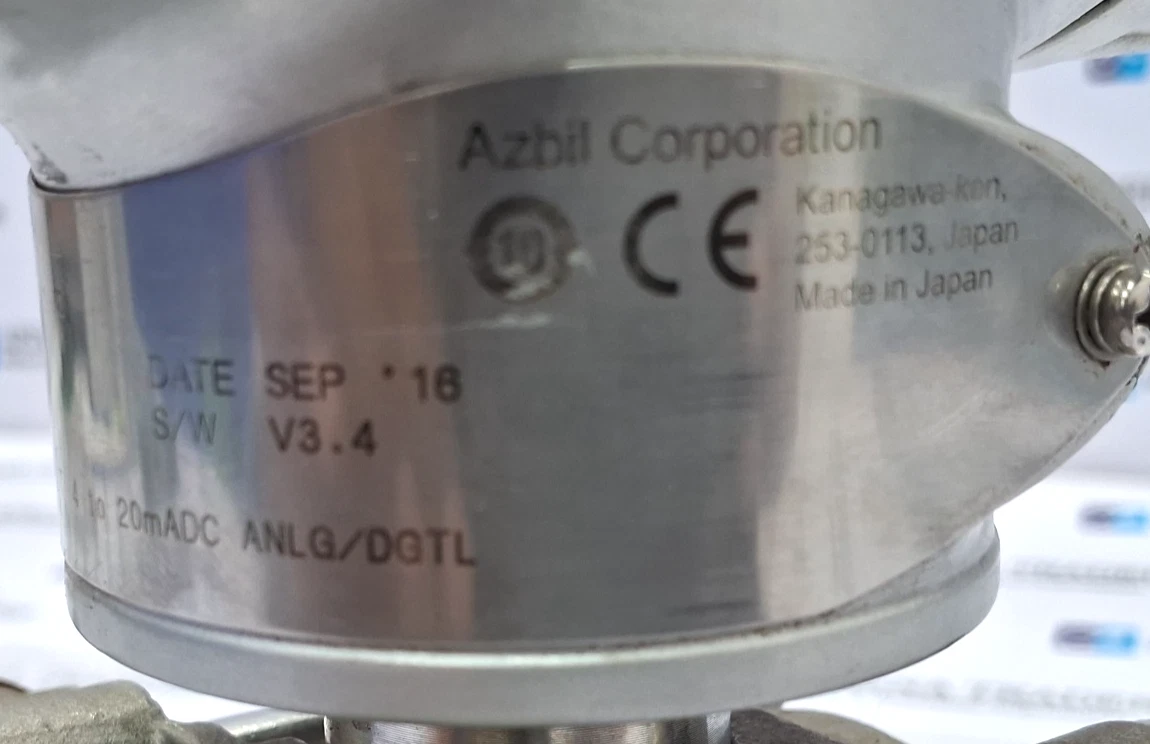 Azbil Corporation
10
CE
Kanagawa-ken,
253-0113, Japan
Made in Japan
DATE SEP '16
S/W V3.4
4 to 20mADC ANLG/DGTL